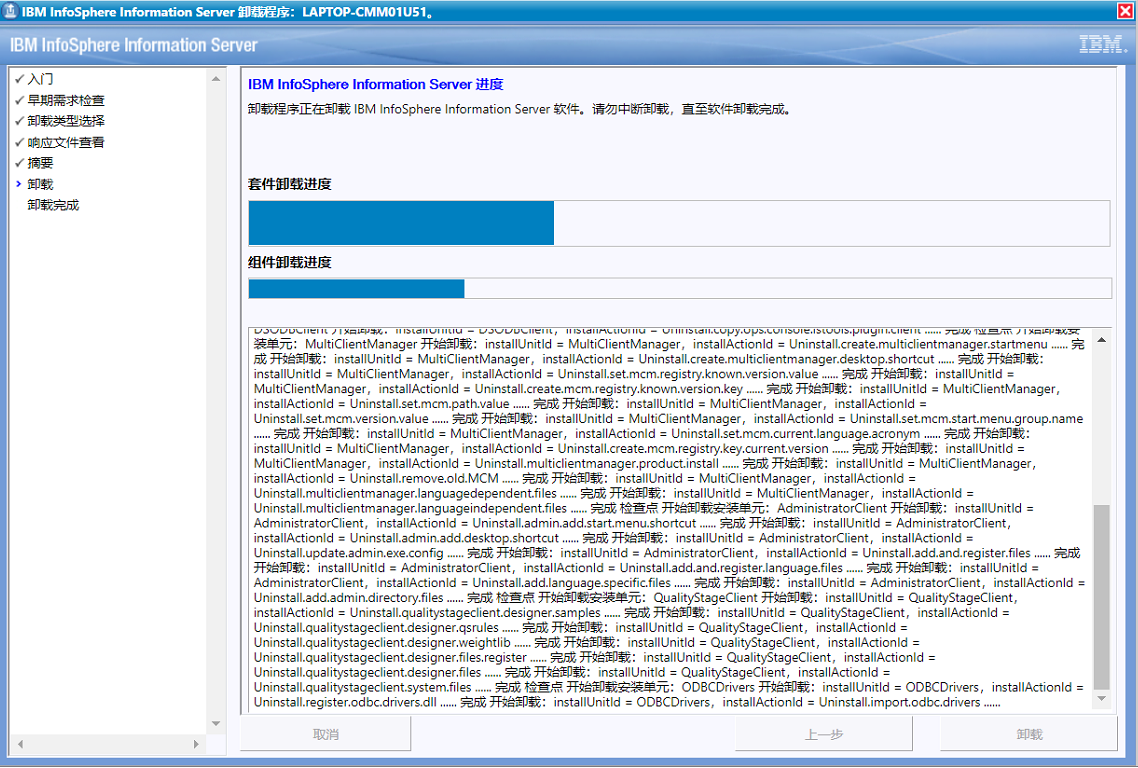 IBM InfoSphere Information Server 卸载程序：LAPTOP-CMM01U51。
IBM InfoSphere Information Server
IBM.
入门
早期需求检查
卸载类型选择
响应文件查看
摘要
卸载
卸载完成
IBM InfoSphere Information Server 进度
卸载程序正在卸载 IBM InfoSphere Information Server 软件。请勿中断卸载，直至软件卸载完成。
套件卸载进度
组件卸载进度
DSODBClient 开始卸载：installUnitId = DSODBClient，installActionId = Uninstall.copy.ops.console.istools.plugin.client ...... 完成 检查点 开始卸载安
装单元：MultiClientManager 开始卸载：installUnitId = MultiClientManager，installActionId = Uninstall.create.multiclientmanager.startmenu ...... 完
成 开始卸载：installUnitId = MultiClientManager，installActionId = Uninstall.create.multiclientmanager.desktop.shortcut ...... 完成 开始卸载：
installUnitId = MultiClientManager，installActionId = Uninstall.set.mcm.registry.known.version.value ...... 完成 开始卸载：installUnitId =
MultiClientManager，installActionId = Uninstall.create.mcm.registry.known.version.key ...... 完成 开始卸载：installUnitId = MultiClientManager，
installActionId = Uninstall.set.mcm.path.value ...... 完成 开始卸载：installUnitId = MultiClientManager，installActionId =
Uninstall.set.mcm.version.value ...... 完成 开始卸载：installUnitId = MultiClientManager，installActionId = Uninstall.set.mcm.start.menu.group.name
...... 完成 开始卸载：installUnitId = MultiClientManager，installActionId = Uninstall.set.mcm.current.language.acronym ...... 完成 开始卸载：
installUnitId = MultiClientManager，installActionId = Uninstall.create.mcm.registry.key.current.version ...... 完成 开始卸载：installUnitId =
MultiClientManager，installActionId = Uninstall.multiclientmanager.product.install ...... 完成 开始卸载：installUnitId = MultiClientManager，
installActionId = Uninstall.remove.old.MCM ...... 完成 开始卸载：installUnitId = MultiClientManager，installActionId =
Uninstall.multiclientmanager.languagedependent.files ...... 完成 开始卸载：installUnitId = MultiClientManager，installActionId =
Uninstall.multiclientmanager.languageindependent.files ...... 完成 检查点 开始卸载安装单元：AdministratorClient 开始卸载：installUnitId =
AdministratorClient，installActionId = Uninstall.admin.add.start.menu.shortcut ...... 完成 开始卸载：installUnitId = AdministratorClient，
installActionId = Uninstall.admin.add.desktop.shortcut ...... 完成 开始卸载：installUnitId = AdministratorClient，installActionId =
Uninstall.update.admin.exe.config ...... 完成 开始卸载：installUnitId = AdministratorClient，installActionId = Uninstall.add.and.register.files ...... 完成
开始卸载：installUnitId = AdministratorClient，installActionId = Uninstall.add.and.register.language.files ...... 完成 开始卸载：installUnitId =
AdministratorClient，installActionId = Uninstall.add.language.specific.files ...... 完成 开始卸载：installUnitId = AdministratorClient，installActionId =
Uninstall.add.admin.directory.files ...... 完成 检查点 开始卸载安装单元：QualityStageClient 开始卸载：installUnitId = QualityStageClient，
installActionId = Uninstall.qualitystageclient.designer.samples ...... 完成 开始卸载：installUnitId = QualityStageClient，installActionId =
Uninstall.qualitystageclient.designer.qsrules ...... 完成 开始卸载：installUnitId = QualityStageClient，installActionId =
Uninstall.qualitystageclient.designer.weightlib ...... 完成 开始卸载：installUnitId = QualityStageClient，installActionId =
Uninstall.qualitystageclient.designer.files.register ...... 完成 开始卸载：installUnitId = QualityStageClient，installActionId =
Uninstall.qualitystageclient.designer.files ...... 完成 开始卸载：installUnitId = QualityStageClient，installActionId =
Uninstall.qualitystageclient.system.files ...... 完成 检查点 开始卸载安装单元：ODBCDrivers 开始卸载：installUnitId = ODBCDrivers，installActionId =
Uninstall.register.odbc.drivers.dll ...... 完成 开始卸载：installUnitId = ODBCDrivers，installActionId = Uninstall.import.odbc.drivers ......
取消
上一步
卸载